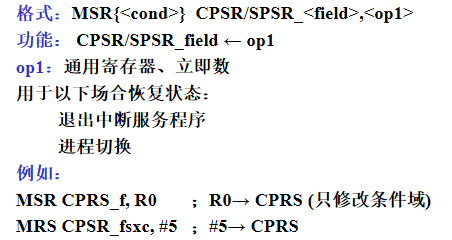 格式：MSR{<cond>} CPSR/SPSR_<field>,<op1>
功能： CPSR/SPSR_field ← op1
op1：通用寄存器、立即数
用于以下场合恢复状态：
退出中断服务程序
进程切换
例如：
MSR CPRS_f, R0 ；R0→ CPRS (只修改条件域)
MRS CPSR_fsxc, #5 ；#5→ CPRS